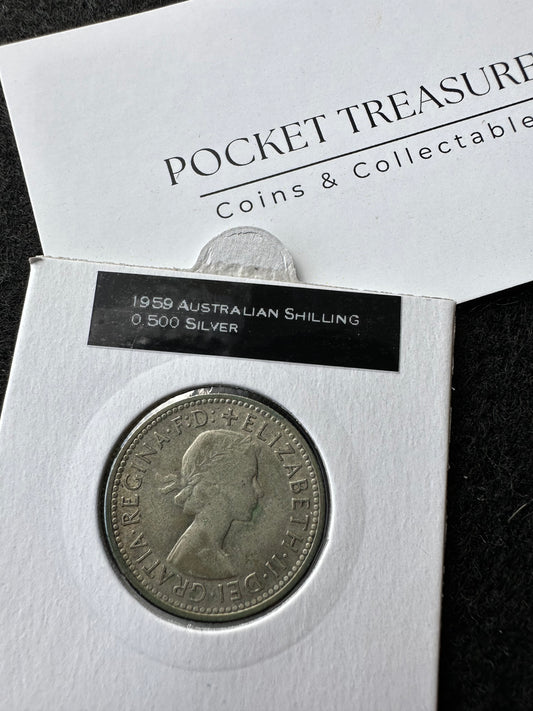 POCKET TREASURE
Coins & Collectable
1959 AUSTRALIAN SHILLING
0.500 SILVER
✢ELIZABETH·II·DEI·GRATIA·REGINA·F:D: